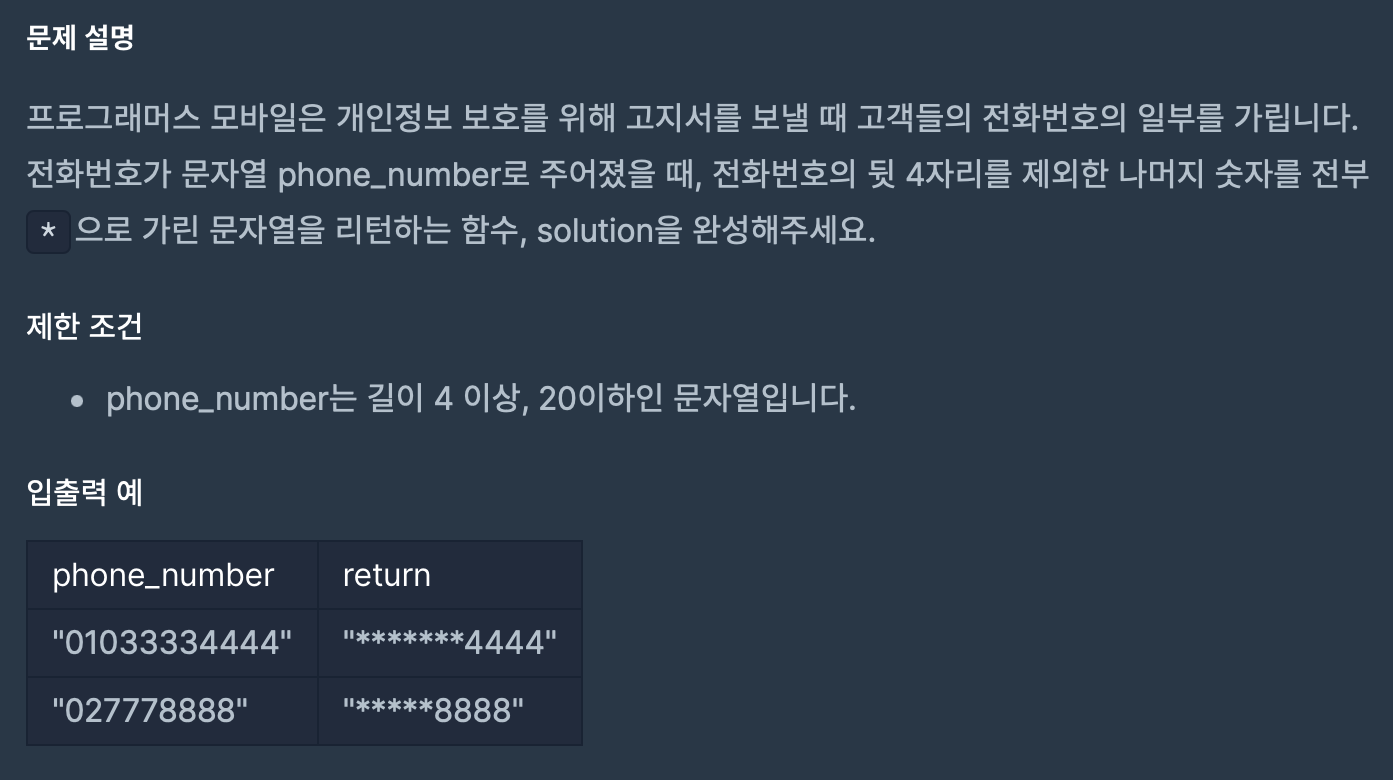 문제 설명
프로그래머스 모바일은 개인정보 보호를 위해 고지서를 보낼 때 고객들의 전화번호의 일부를 가립니다.
전화번호가 문자열 phone_number로 주어졌을 때, 전화번호의 뒷 4자리를 제외한 나머지 숫자를 전부
* 으로 가린 문자열을 리턴하는 함수, solution을 완성해주세요.
제한 조건
• phone_number는 길이 4 이상, 20이하인 문자열입니다.
입출력 예
phone_number return
"01033334444" "*******4444"
"027778888" "*****8888"